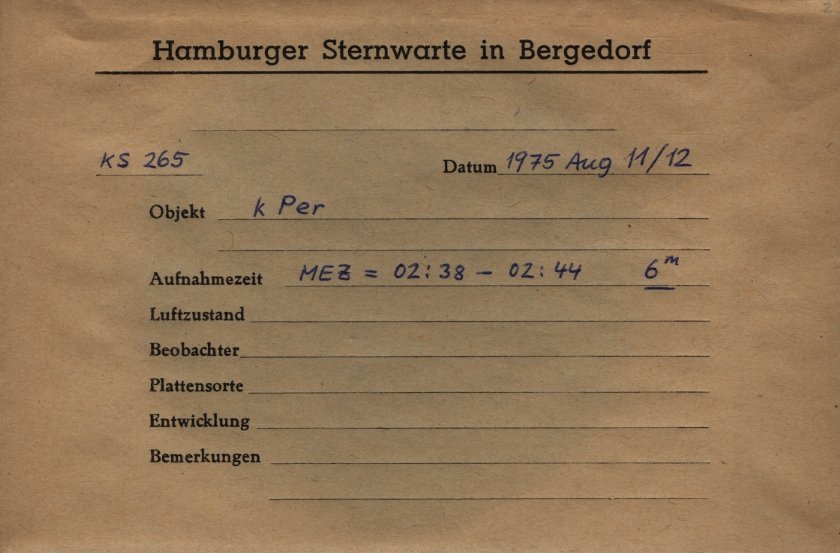 Hamburger Sternwarte in Bergedorf
KS 265 Datum 1975 Aug 11/12
Objekt k Per
Aufnahmezeit MEZ = 02:38 – 02:44 6ᵐ
Luftzustand
Beobachter
Plattensorte
Entwicklung
Bemerkungen